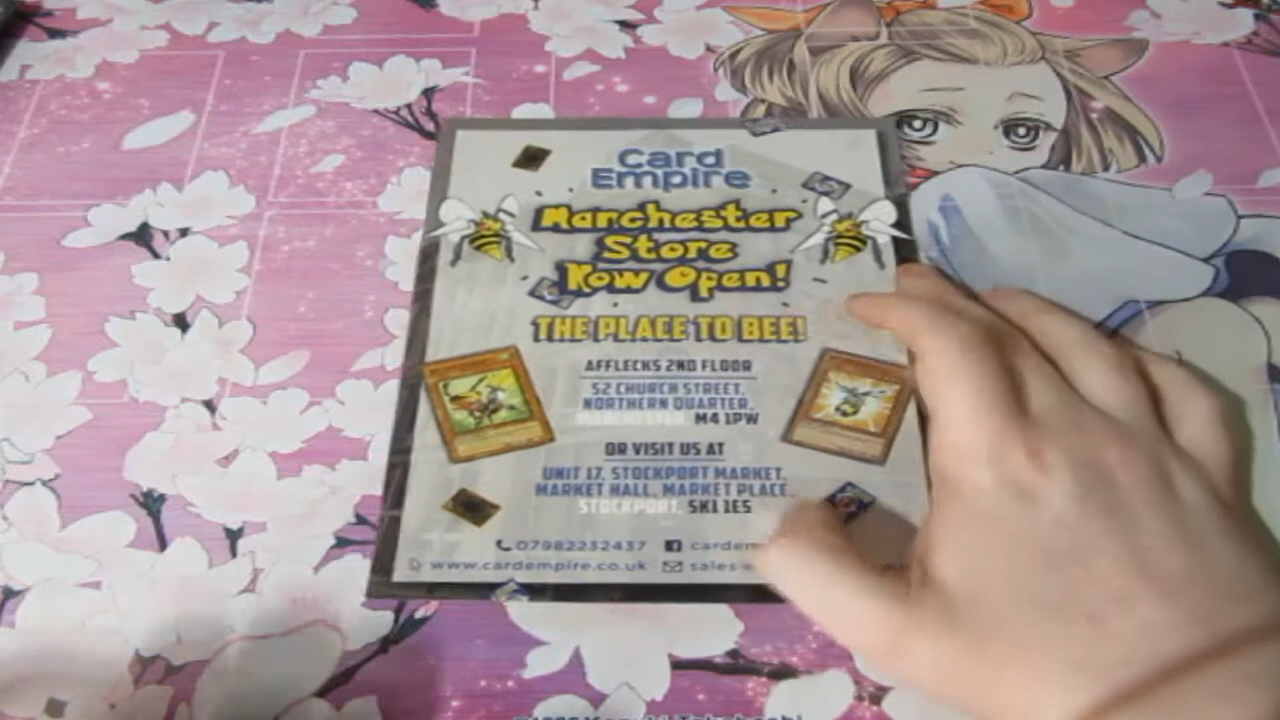 Card
Empire
Manchester
Store
Now Open!
THE PLACE TO BEE!
AFFLECKS 2ND FLOOR
52 CHURCH STREET,
NORTHERN QUARTER,
MANCHESTER, M4 1PW
OR VISIT US AT
UNIT 17, STOCKPORT MARKET,
MARKET HALL, MARKET PLACE,
STOCKPORT, SK1 1ES
07982232437
www.cardempire.co.uk sales